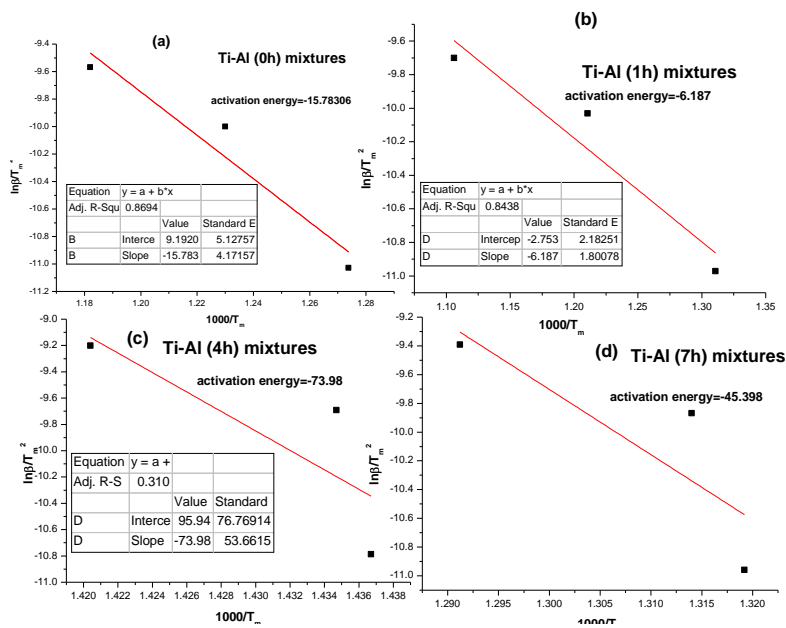 (a)
Ti-Al (0h) mixtures
activation energy=-15.78306
lnβ/T_m
-9.4
-9.6
-9.8
-10.0
-10.2
-10.4
-10.6
-10.8
-11.0
-11.2
Equation y = a + b*x
Adj. R-Squ 0.8694
Value Standard E
B Interce 9.1920 5.12757
B Slope -15.783 4.17157
1.18 1.20 1.22 1.24 1.26 1.28
1000/T_m
(b)
Ti-Al (1h) mixtures
activation energy=-6.187
lnβ/T_m^2
-9.6
-9.8
-10.0
-10.2
-10.4
-10.6
-10.8
-11.0
Equation y = a + b*x
Adj. R-Squ 0.8438
Value Standard E
D Intercep -2.753 2.18251
D Slope -6.187 1.80078
1.10 1.15 1.20 1.25 1.30 1.35
1000/T_m
(c)
Ti-Al (4h) mixtures
activation energy=-73.98
lnβ/T_m^2
-9.0
-9.2
-9.4
-9.6
-9.8
-10.0
-10.2
-10.4
-10.6
-10.8
-11.0
Equation y = a +
Adj. R-S 0.310
Value Standard
D Interce 95.94 76.76914
D Slope -73.98 53.6615
1.420 1.422 1.424 1.426 1.428 1.430 1.432 1.434 1.436 1.438
1000/T_m
(d)
Ti-Al (7h) mixtures
activation energy=-45.398
lnβ/T_m^2
-9.2
-9.4
-9.6
-9.8
-10.0
-10.2
-10.4
-10.6
-10.8
-11.0
1.290 1.295 1.300 1.305 1.310 1.315 1.320